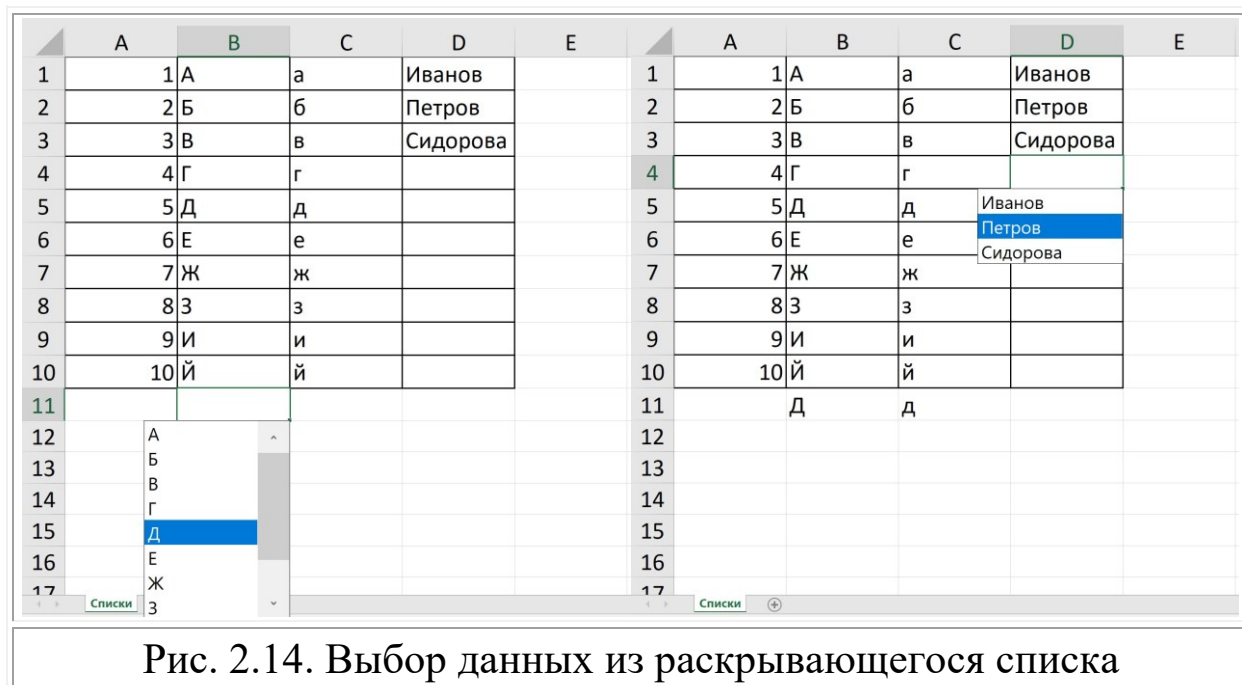 A B C D E
1 1 А а Иванов
2 2 Б б Петров
3 3 В в Сидорова
4 4 Г г
5 5 Д д
6 6 Е е
7 7 Ж ж
8 8 З з
9 9 И и
10 10 Й й
11
12 А
13 Б
14 В
Г
15 Д
16 Е
17 Ж
Списки З
A B C D E
1 1 А а Иванов
2 2 Б б Петров
3 3 В в Сидорова
4 4 Г г
5 5 Д д Иванов
Петров
6 6 Е е Сидорова
7 7 Ж ж
8 8 З з
9 9 И и
10 10 Й й
11 Д д
12
13
14
15
16
17
Списки
Рис. 2.14. Выбор данных из раскрывающегося списка